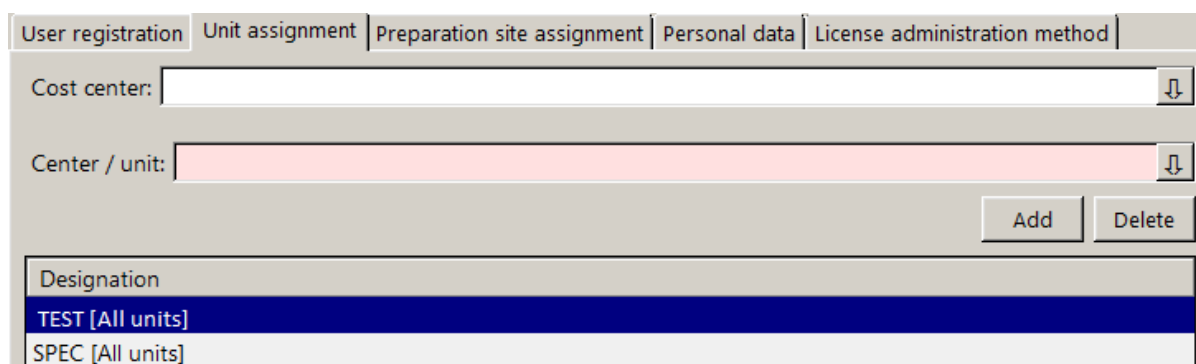 User registration Unit assignment Preparation site assignment Personal data License administration method
Cost center:
Center / unit:
Add Delete
Designation
TEST [All units]
SPEC [All units]